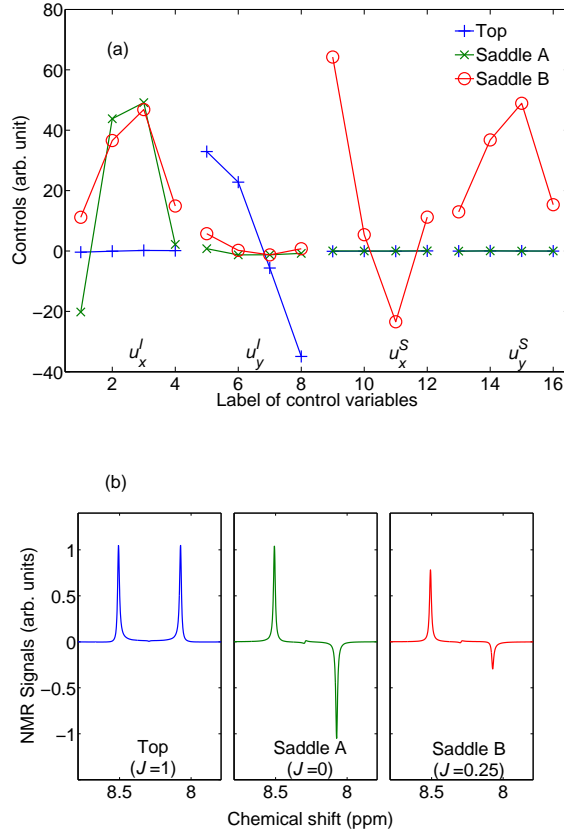 (a)
Top
Saddle A
Saddle B
80
60
40
20
0
−20
−40
Controls (arb. unit)
u_x^I
u_y^I
u_x^S
u_y^S
2 4 6 8 10 12 14 16
Label of control variables
(b)
NMR Signals (arb. units)
1
0.5
0
−0.5
−1
Top
(J=1)
Saddle A
(J=0)
Saddle B
(J=0.25)
8.5 8 8.5 8 8.5 8
Chemical shift (ppm)